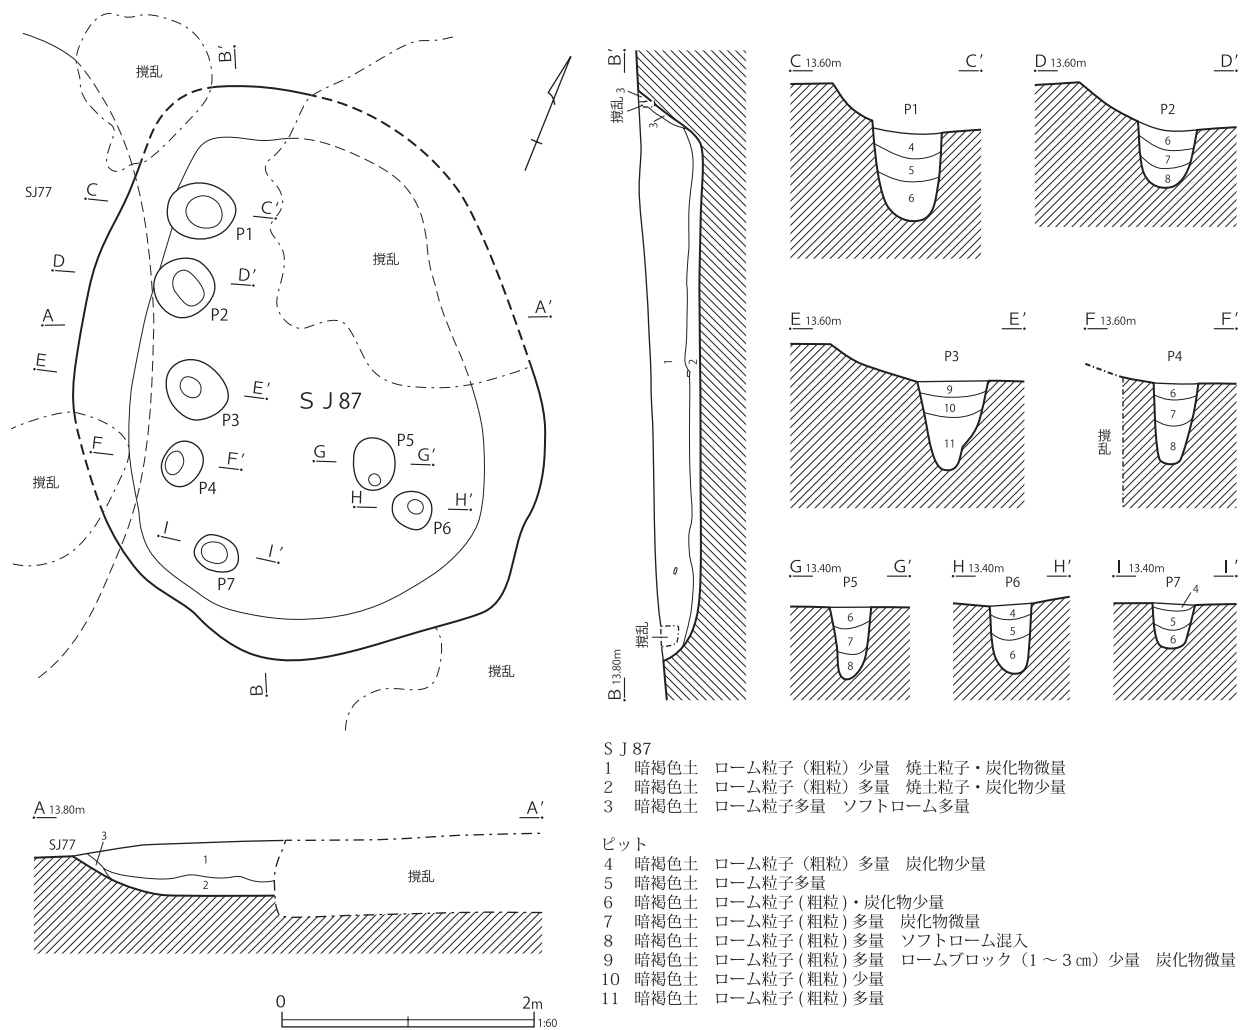 B′
撹乱
SJ77
C
C′
P1
撹乱
D
D′
P2
A
A′
E
E′
P3
S J 87
F
F′
P4
撹乱
G
G′
P5
H
H′
P6
I
I′
P7
B
撹乱
B′
撹乱
3
1
3
1
2
撹乱
B 13.80m
C 13.60m C′
P1
4
5
6
D 13.60m D′
P2
6
7
8
E 13.60m E′
P3
9
10
11
F 13.60m F′
P4
6
7
8
撹乱
G 13.40m G′
P5
6
7
8
H 13.40m H′
P6
4
5
6
I 13.40m I′
P7
4
5
6
A 13.80m A′
SJ77
3
1
2
撹乱
0 2m
1:60
S J 87
1 暗褐色土 ローム粒子（粗粒）少量 焼土粒子・炭化物微量
2 暗褐色土 ローム粒子（粗粒）多量 焼土粒子・炭化物少量
3 暗褐色土 ローム粒子多量 ソフトローム多量
ピット
4 暗褐色土 ローム粒子（粗粒）多量 炭化物少量
5 暗褐色土 ローム粒子多量
6 暗褐色土 ローム粒子(粗粒)・炭化物少量
7 暗褐色土 ローム粒子(粗粒)多量 炭化物微量
8 暗褐色土 ローム粒子(粗粒)多量 ソフトローム混入
9 暗褐色土 ローム粒子(粗粒)多量 ロームブロック（1～3㎝）少量 炭化物微量
10 暗褐色土 ローム粒子(粗粒)少量
11 暗褐色土 ローム粒子(粗粒)多量